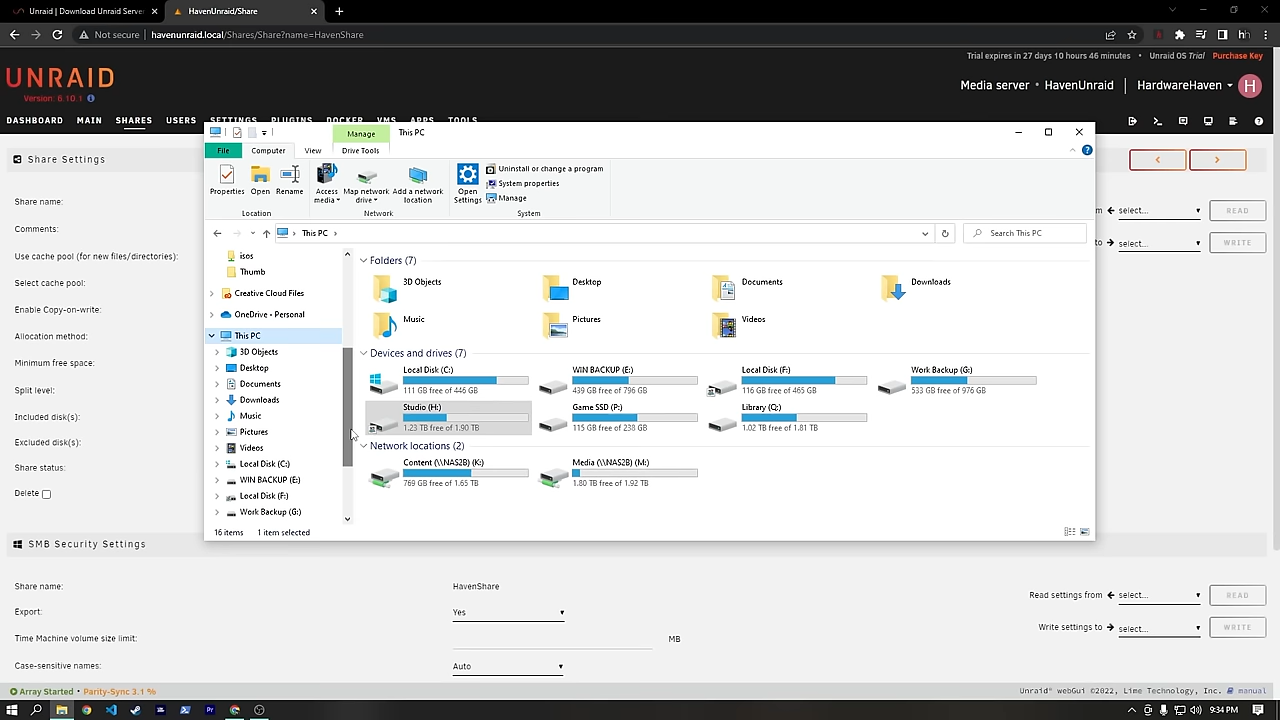 Unraid | Download Unraid Server
HavenUnraid/Share
Not secure | havenunraid.local/Shares/Share?name=HavenShare
Trial expires in 27 days 10 hours 46 minutes • Unraid OS Trial Purchase Key
UNRAID
Version: 6.10.1
Media server • HavenUnraid | HardwareHaven H
DASHBOARD MAIN SHARES USERS SETTINGS PLUGINS DOCKER VMS APPS TOOLS
Share Settings
Share name:
Comments:
Use cache pool (for new files/directories):
Select cache pool:
Enable Copy-on-write:
Allocation method:
Minimum free space:
Split level:
Included disk(s):
Excluded disk(s):
Share status:
Delete
select... READ
to select... WRITE
Manage This PC
File Computer View Drive Tools
Properties Open Rename
Access media Map network drive Add a network location
Open Settings
Uninstall or change a program
System properties
Manage
Location Network System
This PC
Search This PC
isos
Thumb
Creative Cloud Files
OneDrive - Personal
This PC
3D Objects
Desktop
Documents
Downloads
Music
Pictures
Videos
Local Disk (C:)
WIN BACKUP (E:)
Local Disk (F:)
Work Backup (G:)
Folders (7)
3D Objects Desktop Documents Downloads
Music Pictures Videos
Devices and drives (7)
Local Disk (C:) WIN BACKUP (E:) Local Disk (F:) Work Backup (G:)
111 GB free of 446 GB 439 GB free of 796 GB 116 GB free of 465 GB 533 GB free of 976 GB
Studio (H:) Game SSD (P:) Library (Q:)
1.23 TB free of 1.90 TB 115 GB free of 238 GB 1.02 TB free of 1.81 TB
Network locations (2)
Content (\\NAS2B) (K:) Media (\\NAS2B) (M:)
769 GB free of 1.65 TB 1.80 TB free of 1.92 TB
16 items 1 item selected
SMB Security Settings
Share name: HavenShare
Read settings from select... READ
Export: Yes
Write settings to select... WRITE
Time Machine volume size limit: MB
Case-sensitive names: Auto
Array Started • Parity-Sync 3.1 %
Unraid® webGui ©2022, Lime Technology, Inc. manual
9:34 PM